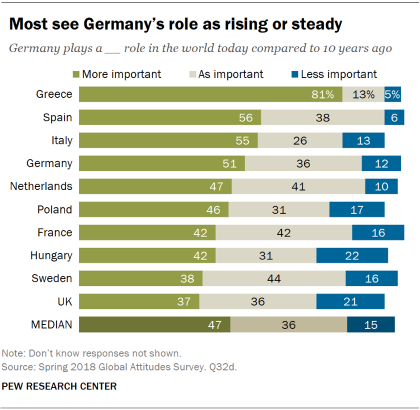 Most see Germany's role as rising or steady
Germany plays a __ role in the world today compared to 10 years ago
More important As important Less important
Greece 81% 13% 5%
Spain 56 38 6
Italy 55 26 13
Germany 51 36 12
Netherlands 47 41 10
Poland 46 31 17
France 42 42 16
Hungary 42 31 22
Sweden 38 44 16
UK 37 36 21
MEDIAN 47 36 15
Note: Don't know responses not shown.
Source: Spring 2018 Global Attitudes Survey. Q32d.
PEW RESEARCH CENTER